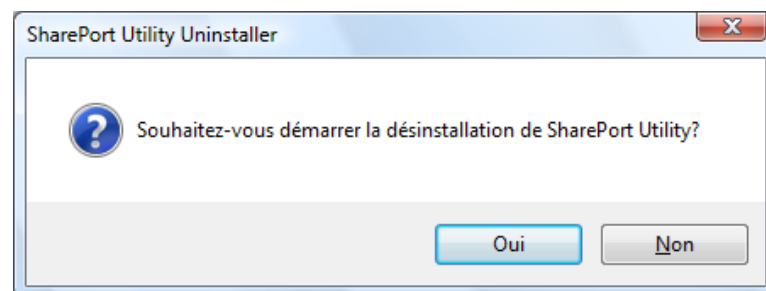 SharePort Utility Uninstaller
Souhaitez-vous démarrer la désinstallation de SharePort Utility?
Oui
Non